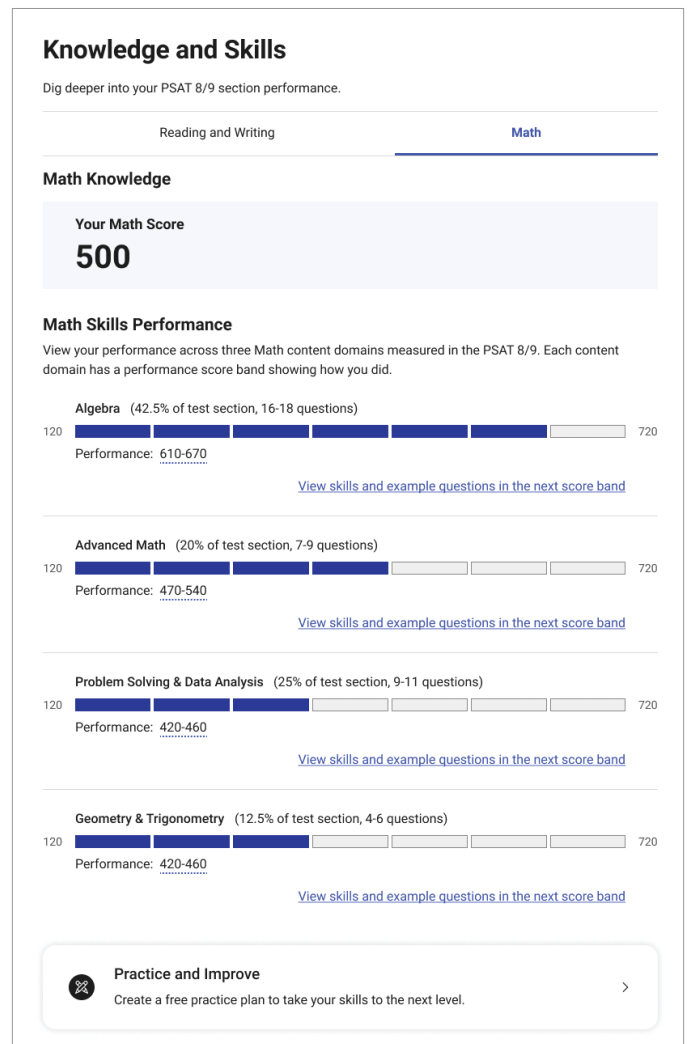 Knowledge and Skills
Dig deeper into your PSAT 8/9 section performance.
Reading and Writing
Math
Math Knowledge
Your Math Score
500
Math Skills Performance
View your performance across three Math content domains measured in the PSAT 8/9. Each content
domain has a performance score band showing how you did.
Algebra (42.5% of test section, 16-18 questions)
120 720
Performance: 610-670
View skills and example questions in the next score band
Advanced Math (20% of test section, 7-9 questions)
120 720
Performance: 470-540
View skills and example questions in the next score band
Problem Solving & Data Analysis (25% of test section, 9-11 questions)
120 720
Performance: 420-460
View skills and example questions in the next score band
Geometry & Trigonometry (12.5% of test section, 4-6 questions)
120 720
Performance: 420-460
View skills and example questions in the next score band
Practice and Improve
Create a free practice plan to take your skills to the next level.